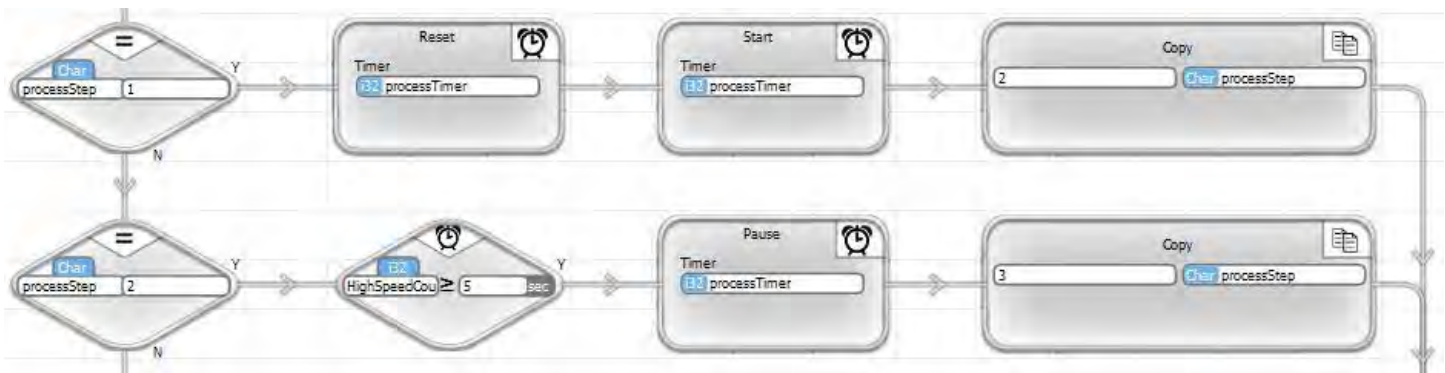 =
Char
processStep 1
Y
N
Reset
Timer
i32 processTimer
Start
Timer
i32 processTimer
Copy
2 Char processStep
=
Char
processStep 2
Y
N
i32
HighSpeedCou ≥ 5 sec
Y
Pause
Timer
i32 processTimer
Copy
3 Char processStep